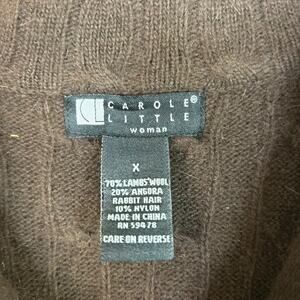 CL CAROLE®
LITTLE
woman
X
70% LAMBS' WOOL
20% ANGORA
RABBIT HAIR
10% NYLON
MADE IN CHINA
RN 59478
CARE ON REVERSE